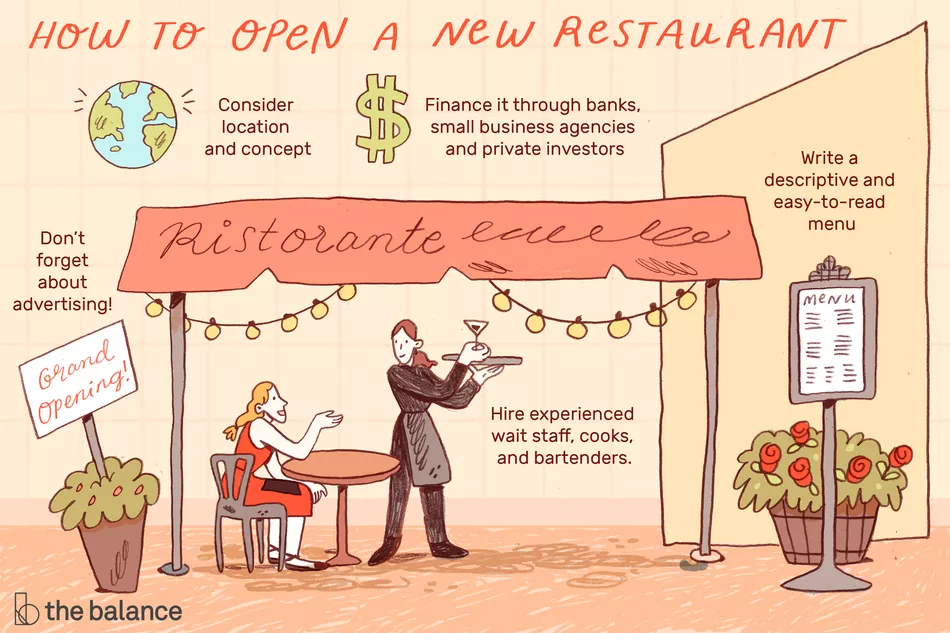 HOW TO OPEN A NEW RESTAURANT
Consider
location
and concept
Finance it through banks,
small business agencies
and private investors
Write a
descriptive and
easy-to-read
menu
Ristorante
Don't
forget
about
advertising!
Grand
Opening!
MENU
Hire experienced
wait staff, cooks,
and bartenders.
the balance